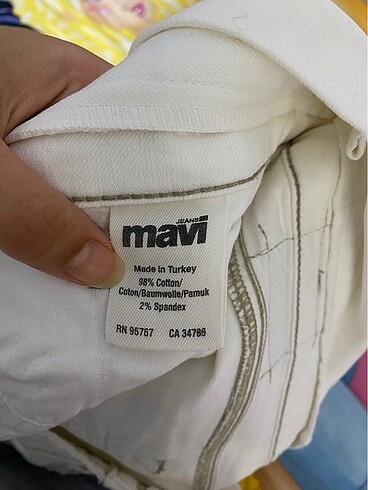 JEANS
mavi
Made in Turkey
98% Cotton/
Coton/Baumwolle/Pamuk
2% Spandex
RN 95767 CA 34786